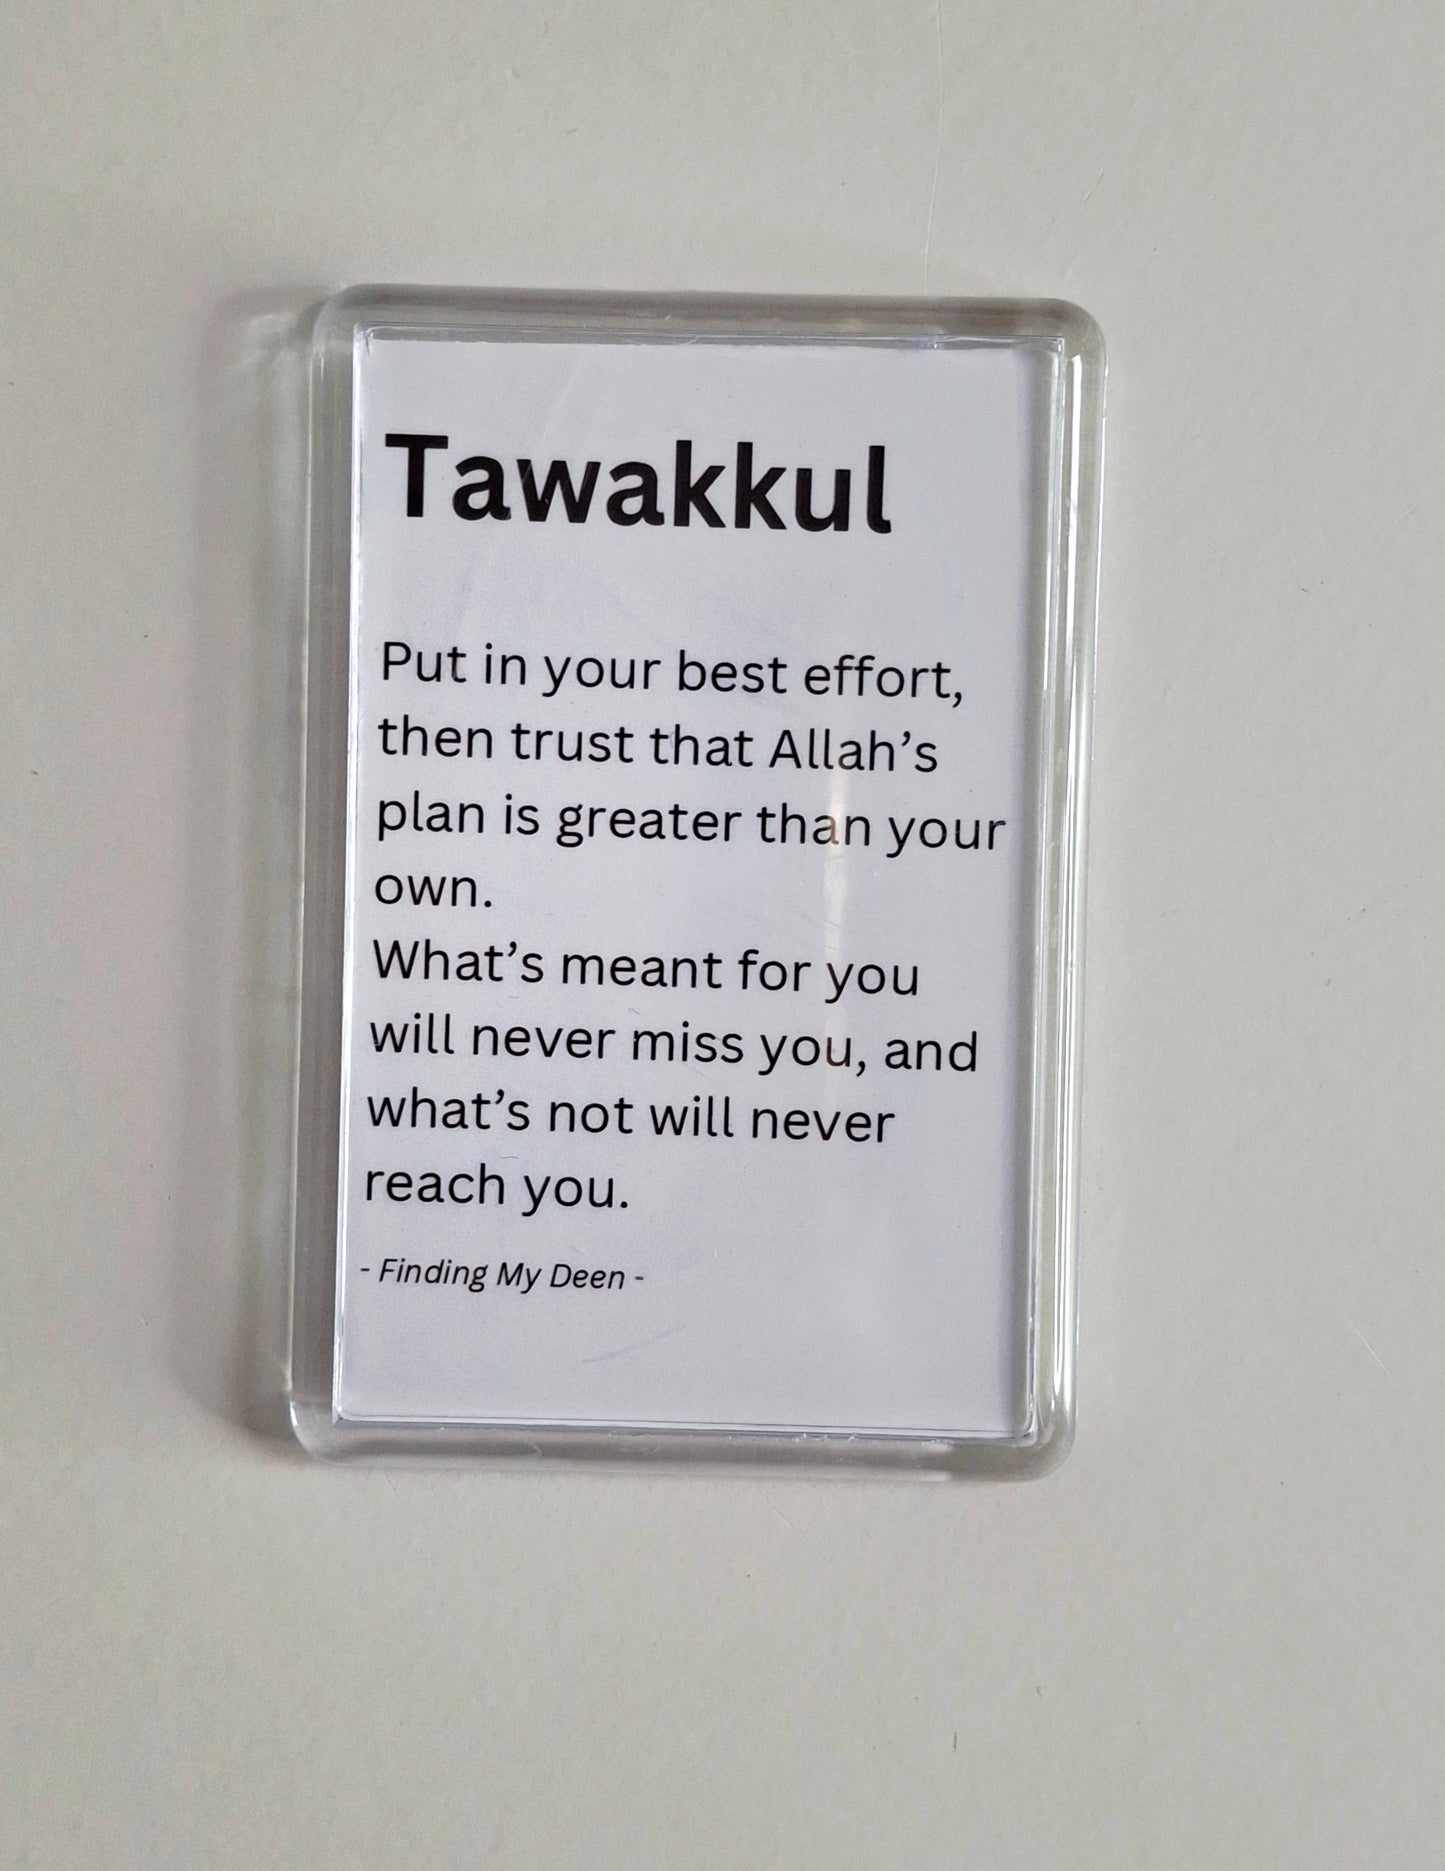 Tawakkul
Put in your best effort,
then trust that Allah’s
plan is greater than your
own.
What’s meant for you
will never miss you, and
what’s not will never
reach you.
- Finding My Deen -